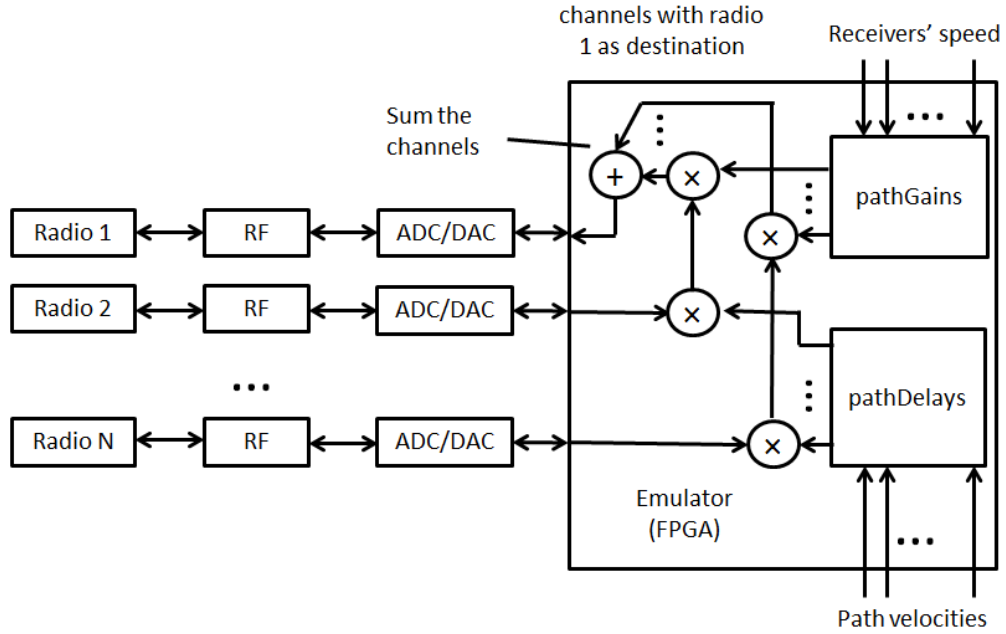 channels with radio
1 as destination
Receivers’ speed
Sum the
channels
+
×
pathGains
×
Radio 1
RF
ADC/DAC
Radio 2
RF
ADC/DAC
×
pathDelays
Radio N
RF
ADC/DAC
×
Emulator
(FPGA)
Path velocities